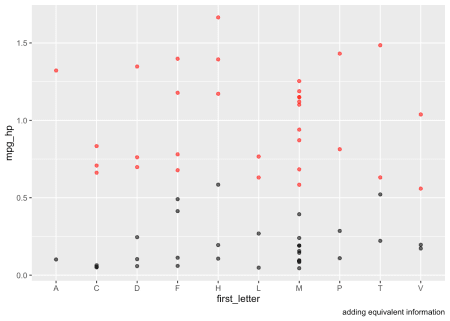 mpg_hp
1.5
1.0
0.5
0.0
A C D F H L M P T V
first_letter
adding equivalent information